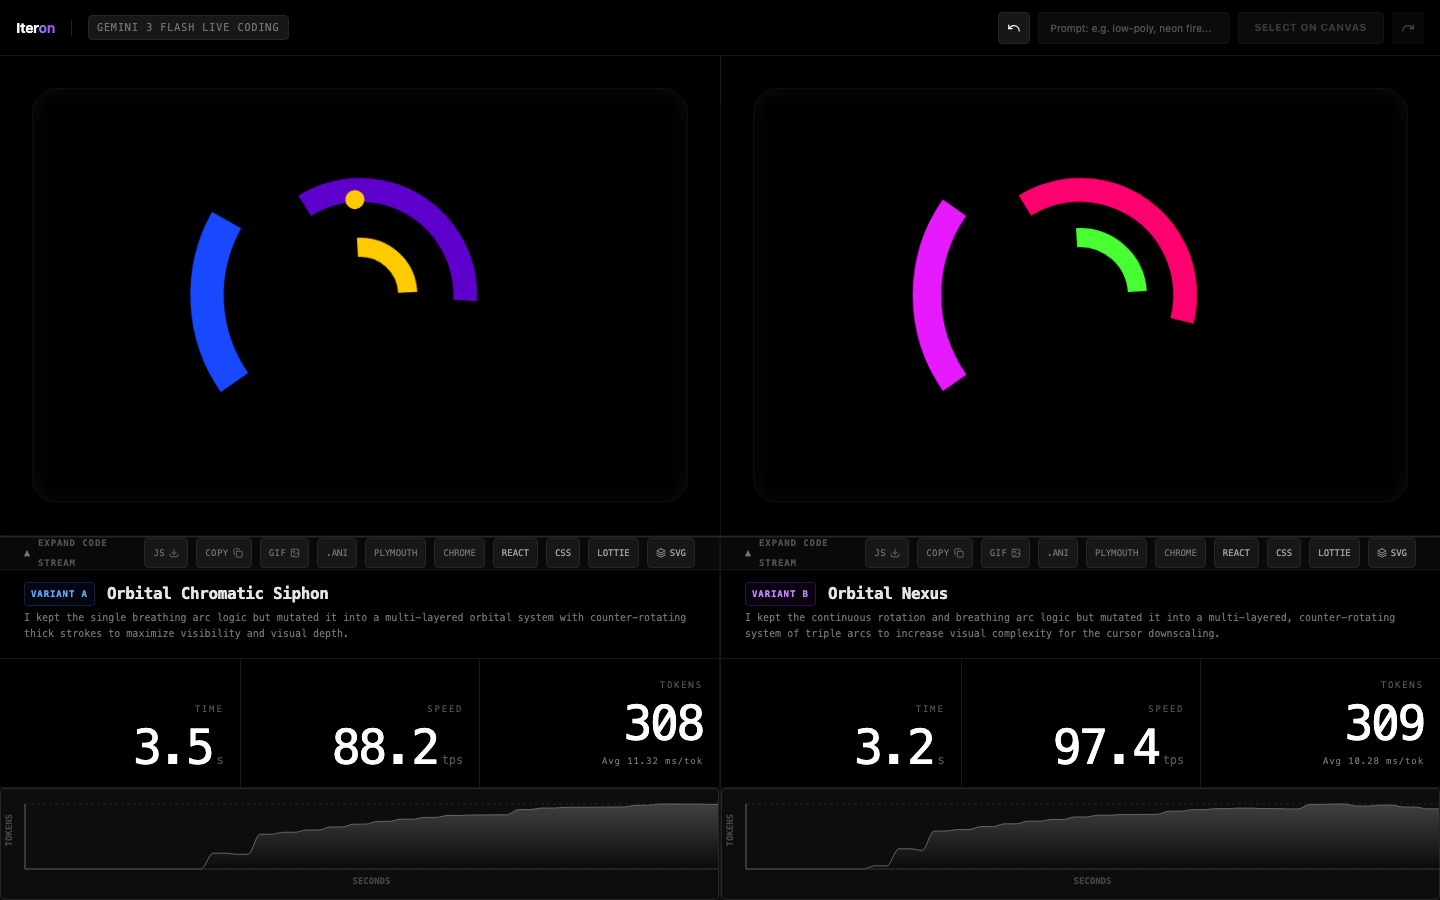 Iteron
GEMINI 3 FLASH LIVE CODING
Prompt: e.g. low-poly, neon fire...
SELECT ON CANVAS
▲ EXPAND CODE STREAM
JS
COPY
GIF
.ANI
PLYMOUTH
CHROME
REACT
CSS
LOTTIE
SVG
▲ EXPAND CODE STREAM
JS
COPY
GIF
.ANI
PLYMOUTH
CHROME
REACT
CSS
LOTTIE
SVG
VARIANT A
Orbital Chromatic Siphon
I kept the single breathing arc logic but mutated it into a multi-layered orbital system with counter-rotating
thick strokes to maximize visibility and visual depth.
VARIANT B
Orbital Nexus
I kept the continuous rotation and breathing arc logic but mutated it into a multi-layered, counter-rotating
system of triple arcs to increase visual complexity for the cursor downscaling.
TIME
3.5s
SPEED
88.2tps
TOKENS
308
Avg 11.32 ms/tok
TIME
3.2s
SPEED
97.4tps
TOKENS
309
Avg 10.28 ms/tok
TOKENS
SECONDS
TOKENS
SECONDS